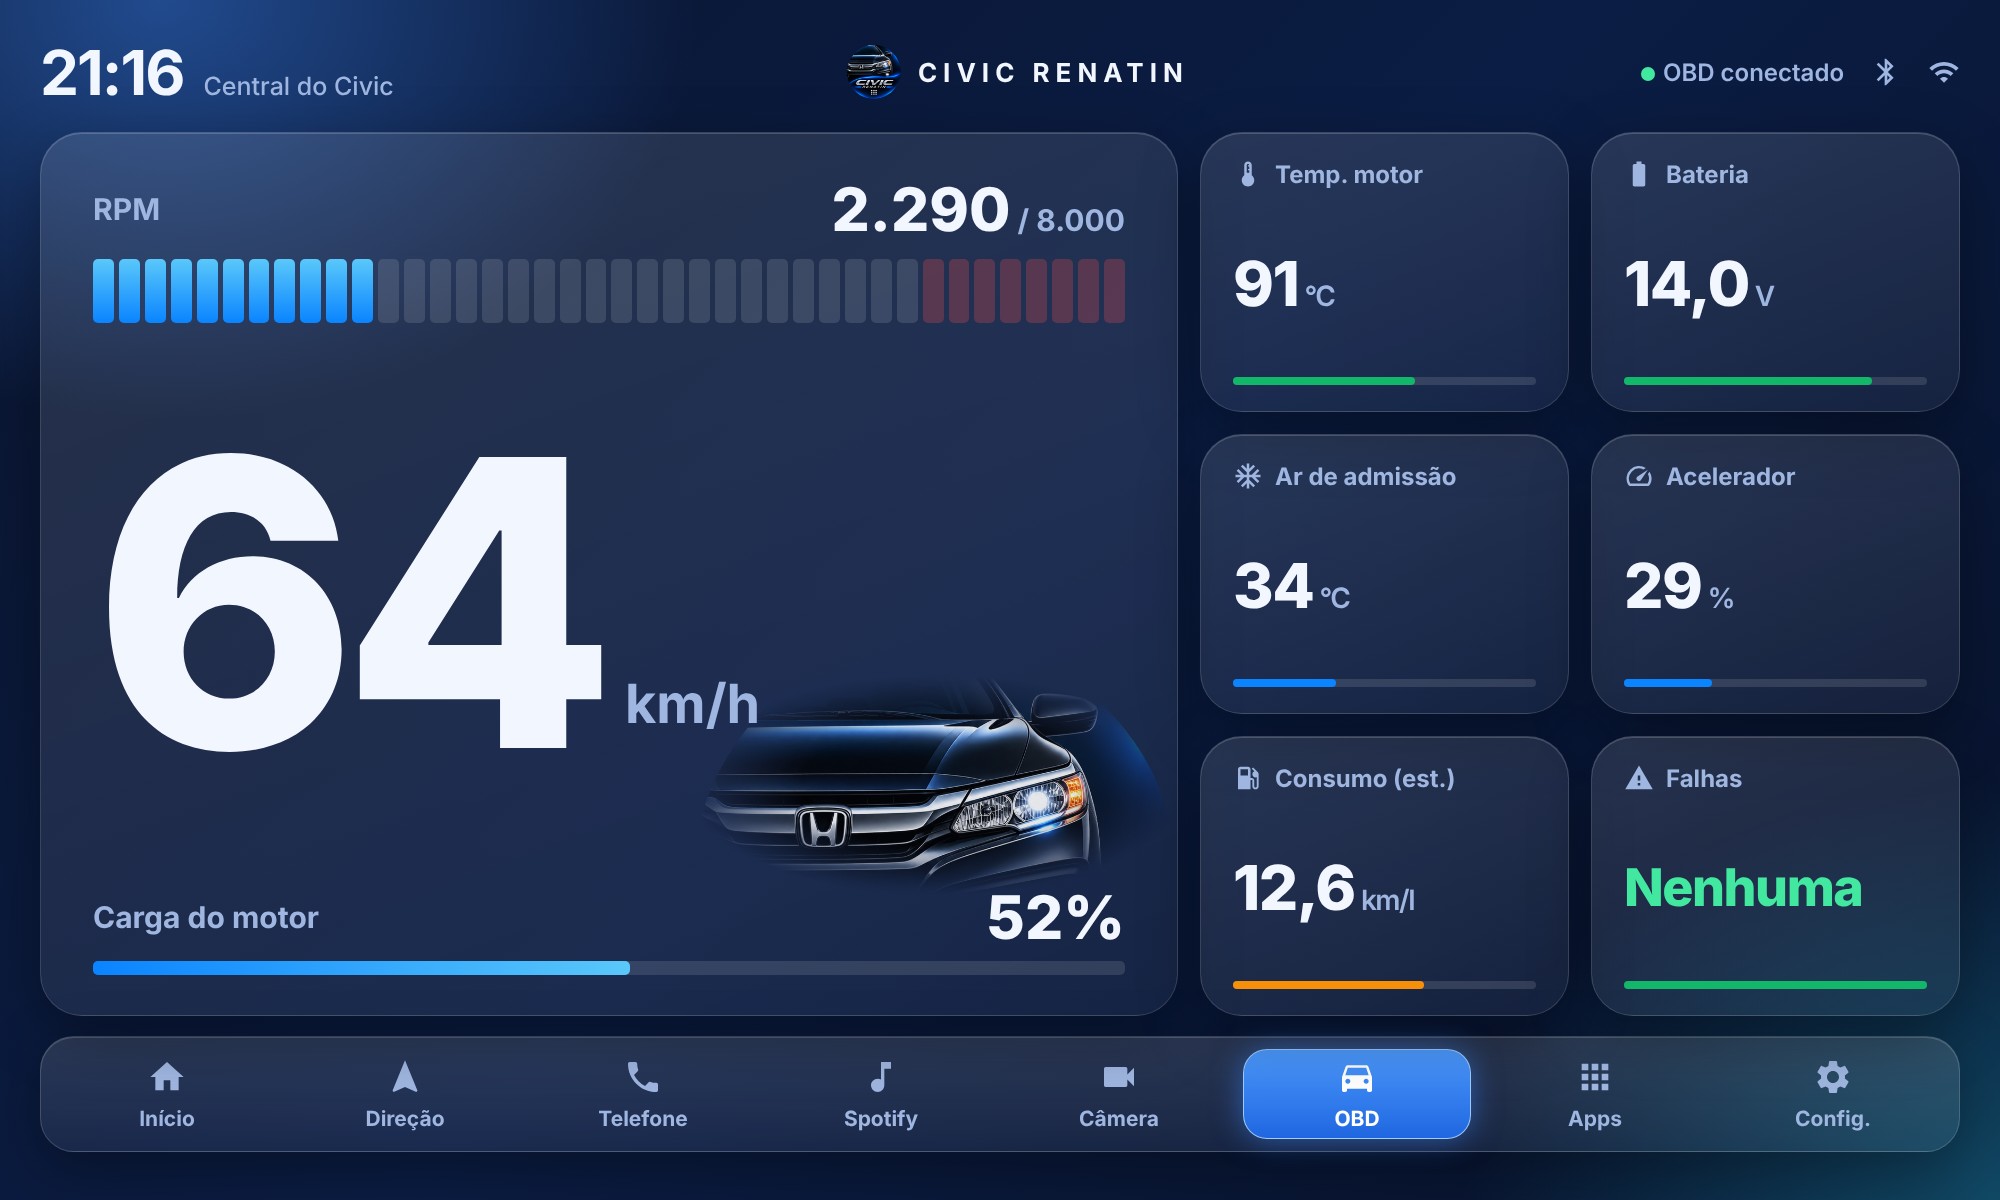 21:16 Central do Civic
CIVIC RENATIN
OBD conectado
RPM
2.290 / 8.000
64 km/h
Carga do motor
52%
Temp. motor
91 °C
Bateria
14,0 V
Ar de admissão
34 °C
Acelerador
29 %
Consumo (est.)
12,6 km/l
Falhas
Nenhuma
Início
Direção
Telefone
Spotify
Câmera
OBD
Apps
Config.